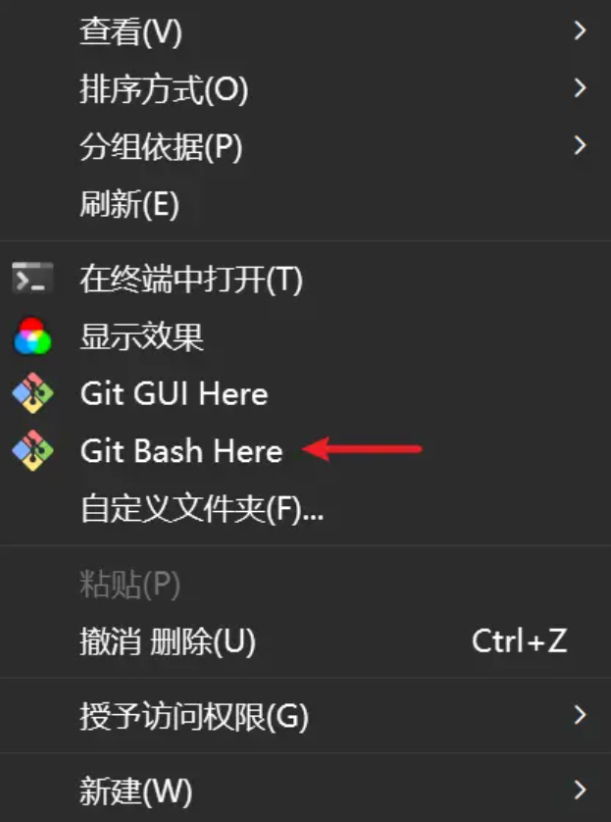 查看(V)
排序方式(O)
分组依据(P)
刷新(E)
在终端中打开(T)
显示效果
Git GUI Here
Git Bash Here
自定义文件夹(F)...
粘贴(P)
撤消 删除(U) Ctrl+Z
授予访问权限(G)
新建(W)